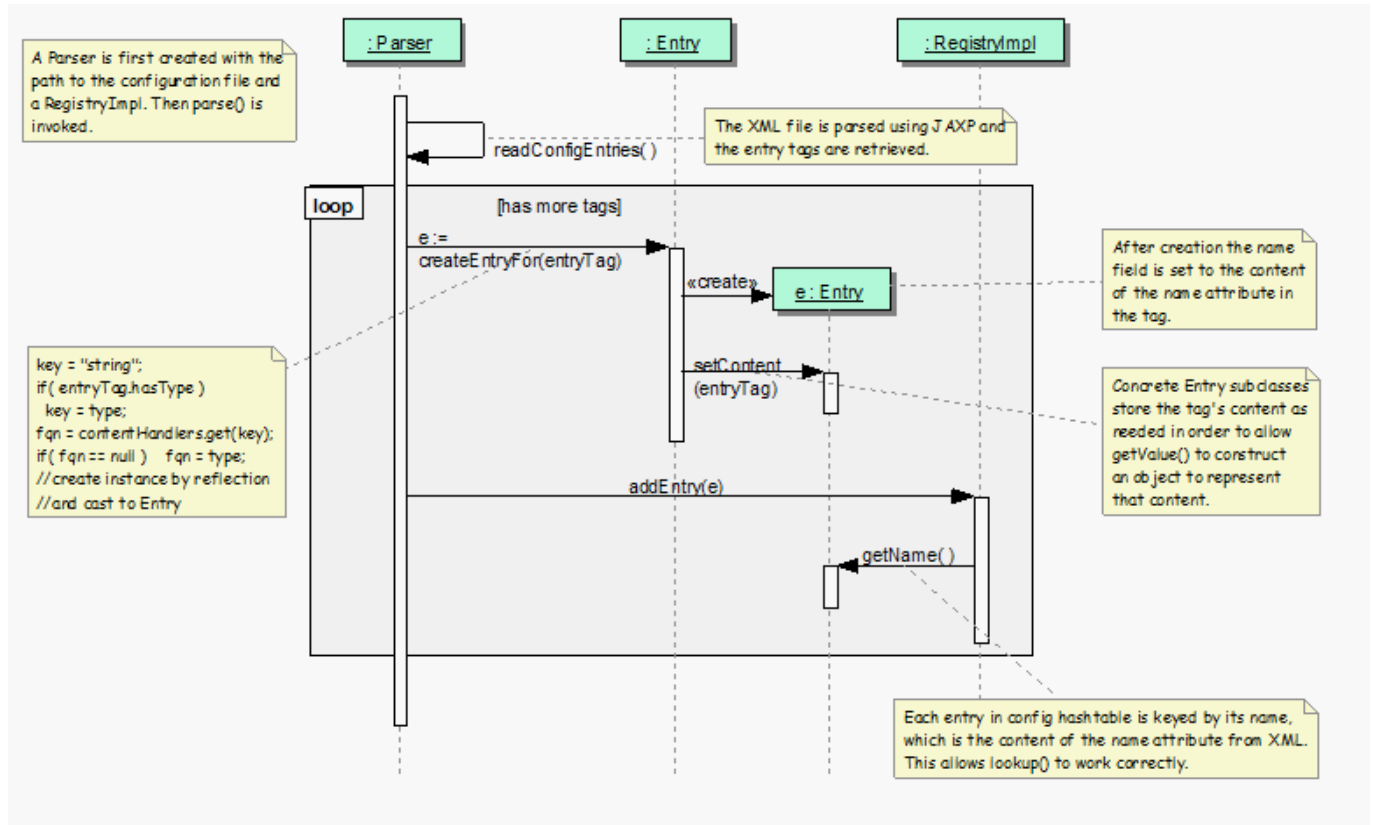 : Parser
: Entry
: RegistryImpl
A Parser is first created with the
path to the configuration file and
a RegistryImpl. Then parse() is
invoked.
The XML file is parsed using JAXP and
the entry tags are retrieved.
readConfigEntries( )
loop
[has more tags]
e :=
createEntryFor(entryTag)
«create»
e : Entry
After creation the name
field is set to the content
of the name attribute in
the tag.
key = "string";
if( entryTag.hasType )
key = type;
fqn = contentHandlers.get(key);
if( fqn == null ) fqn = type;
//create instance by reflection
//and cast to Entry
setContent
(entryTag)
Concrete Entry subclasses
store the tag's content as
needed in order to allow
getValue() to construct
an object to represent
that content.
addEntry(e)
getName( )
Each entry in config hashtable is keyed by its name,
which is the content of the name attribute from XML.
This allows lookup() to work correctly.